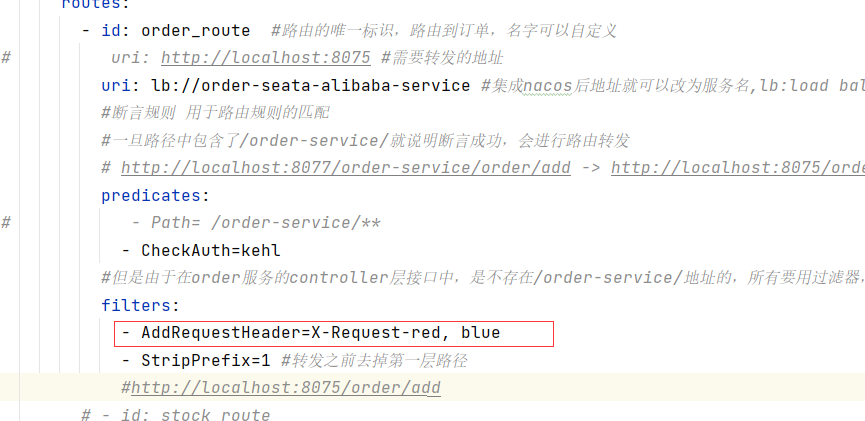 routes:
- id: order_route #路由的唯一标识，路由到订单，名字可以自定义
# uri: http://localhost:8075 #需要转发的地址
uri: lb://order-seata-alibaba-service #集成nacos后地址就可以改为服务名,lb:load bal
#断言规则 用于路由规则的匹配
#一旦路径中包含了/order-service/就说明断言成功，会进行路由转发
# http://localhost:8077/order-service/order/add -> http://localhost:8075/orde
predicates:
# - Path= /order-service/**
- CheckAuth=kehl
#但是由于在order服务的controller层接口中，是不存在/order-service/地址的，所有要用过滤器，
filters:
- AddRequestHeader=X-Request-red, blue
- StripPrefix=1 #转发之前去掉第一层路径
#http://localhost:8075/order/add
# - id: stock_route